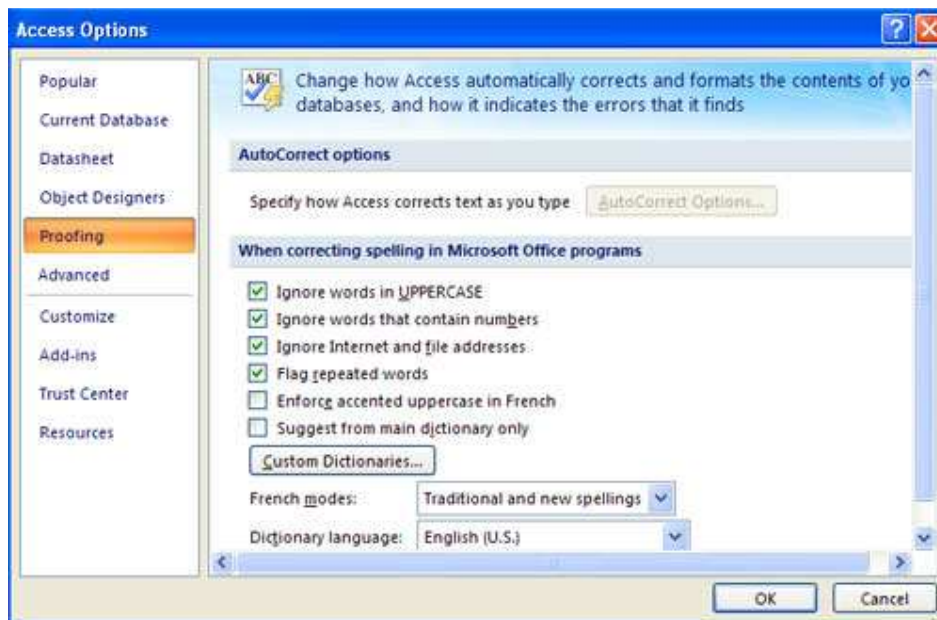 Access Options
Popular
Current Database
Datasheet
Object Designers
Proofing
Advanced
Customize
Add-ins
Trust Center
Resources
ABC
Change how Access automatically corrects and formats the contents of yo
databases, and how it indicates the errors that it finds
AutoCorrect options
Specify how Access corrects text as you type AutoCorrect Options...
When correcting spelling in Microsoft Office programs
Ignore words in UPPERCASE
Ignore words that contain numbers
Ignore Internet and file addresses
Flag repeated words
Enforce accented uppercase in French
Suggest from main dictionary only
Custom Dictionaries...
French modes: Traditional and new spellings
Dictionary language: English (U.S.)
OK Cancel